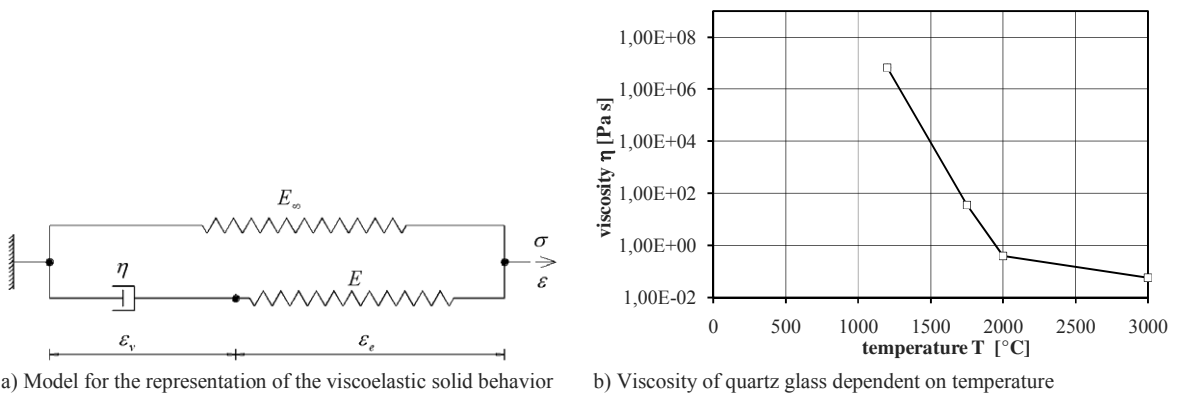 E∞
σ
η
E
ε
εv
εe
a) Model for the representation of the viscoelastic solid behavior
1,00E+08
1,00E+06
1,00E+04
1,00E+02
1,00E+00
1,00E-02
viscosity η [Pa s]
0 500 1000 1500 2000 2500 3000
temperature T [°C]
b) Viscosity of quartz glass dependent on temperature